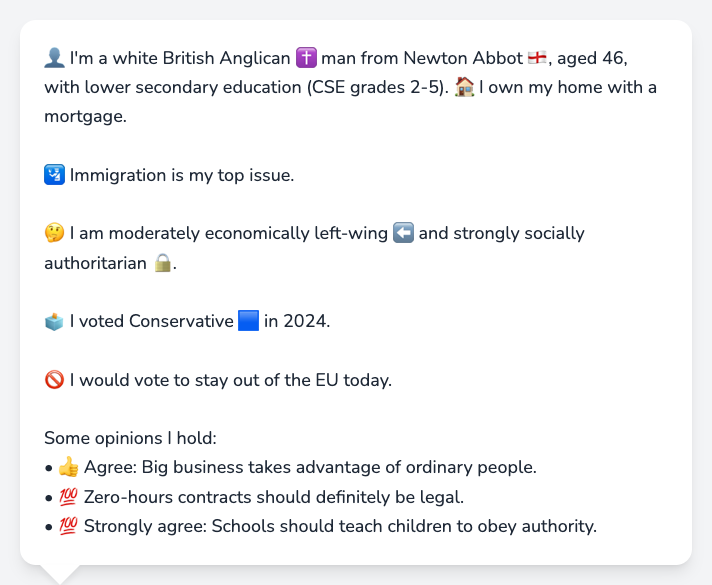 👤 I'm a white British Anglican ✝️ man from Newton Abbot 🏴󠁧󠁢󠁥󠁮󠁧󠁿, aged 46,
with lower secondary education (CSE grades 2-5). 🏠 I own my home with a
mortgage.
🛂 Immigration is my top issue.
🤔 I am moderately economically left-wing ⬅️ and strongly socially
authoritarian 🔒.
🗳️ I voted Conservative 🟦 in 2024.
🚫 I would vote to stay out of the EU today.
Some opinions I hold:
• 👍 Agree: Big business takes advantage of ordinary people.
• 💯 Zero-hours contracts should definitely be legal.
• 💯 Strongly agree: Schools should teach children to obey authority.